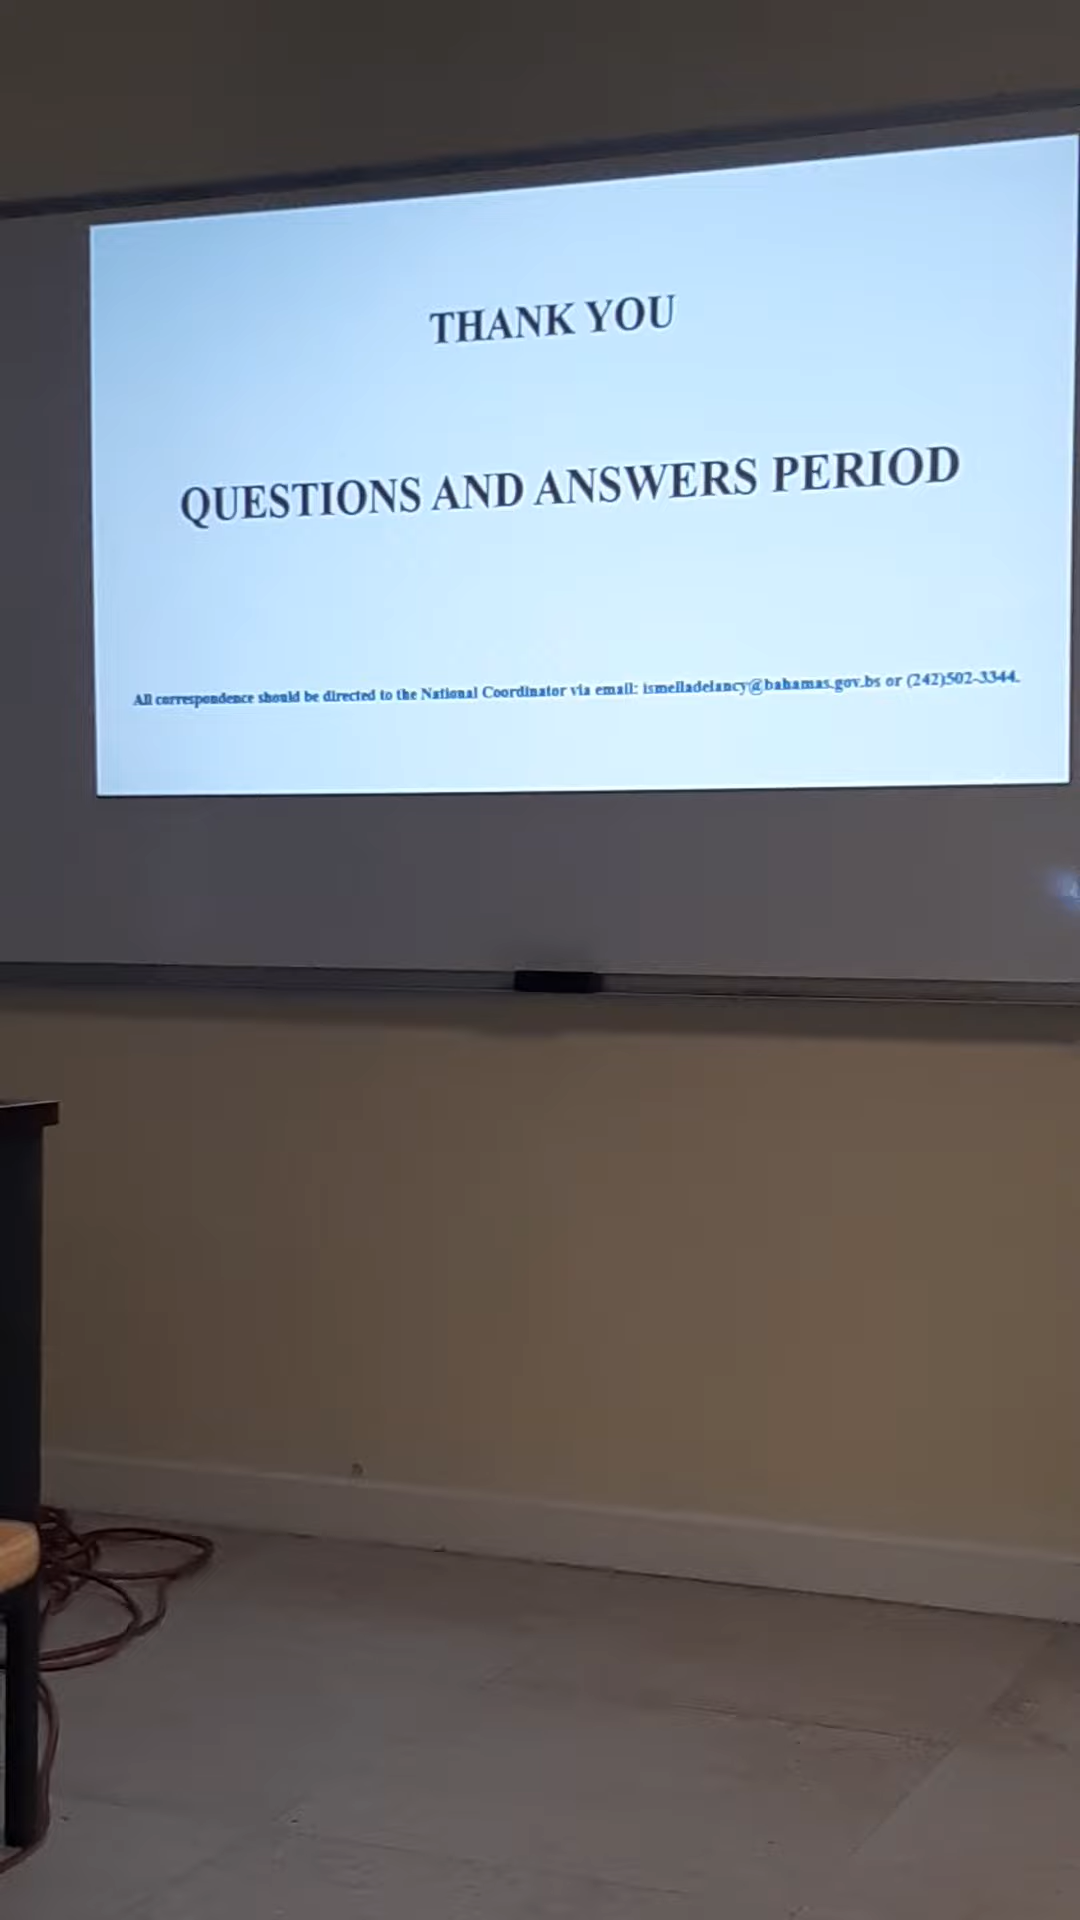 THANK YOU
QUESTIONS AND ANSWERS PERIOD
All correspondence should be directed to the National Coordinator via email: ismelladelancy@bahamas.gov.bs or (242)502-3344.